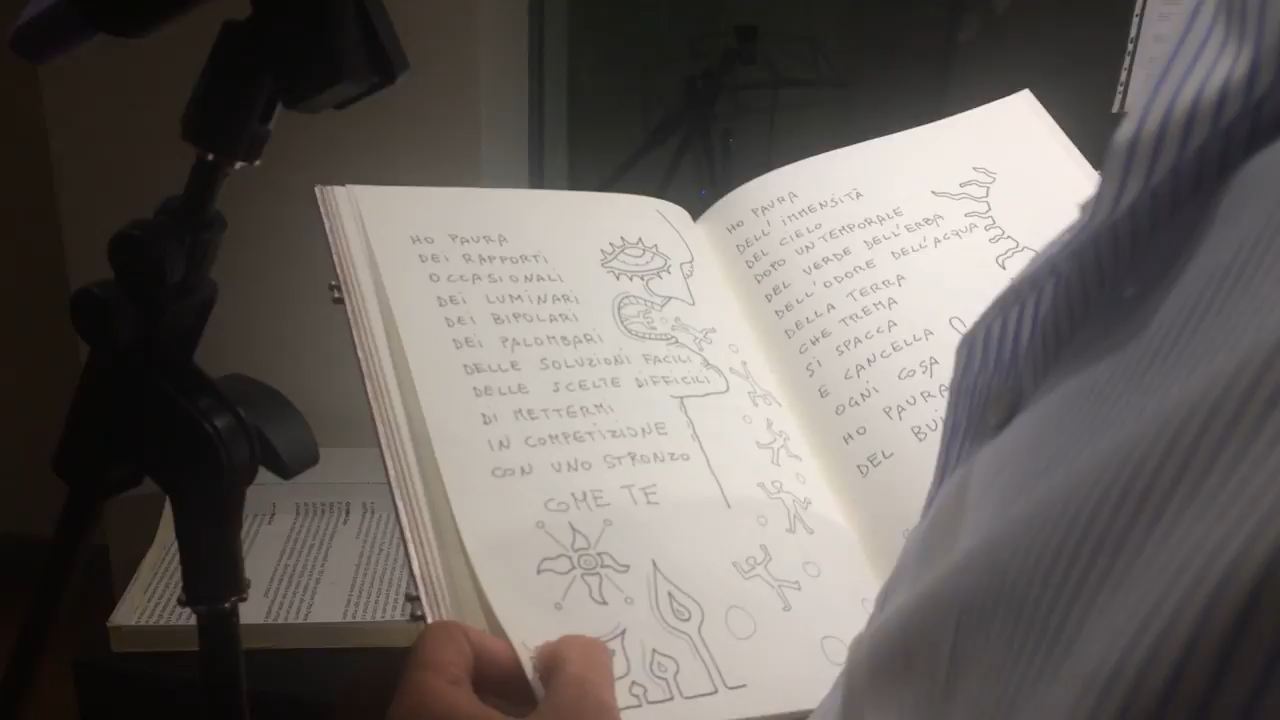 HO PAURA
DEI RAPPORTI
OCCASIONALI
DEI LUMINARI
DEI BIPOLARI
DEI PALOMBARI
DELLE SOLUZIONI FACILI
DELLE SCELTE DIFFICILI
DI METTERMI
IN COMPETIZIONE
CON UNO STRONZO
COME TE
HO PAURA
DELL'IMMENSITÀ
DEL CIELO
DOPO UN TEMPORALE
DEL VERDE DELL'ERBA
DELL'ODORE DELL'ACQUA
DELLA TERRA
CHE TREMA
SI SPACCA
E CANCELLA
OGNI COSA
HO PAURA
DEL